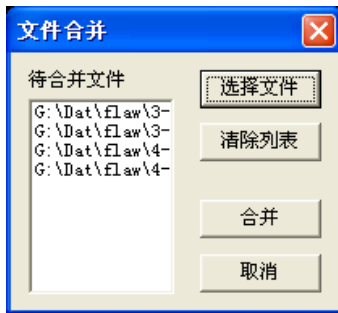 文件合并
待合并文件
选择文件
G:\Dat\flaw\3-
G:\Dat\flaw\3-
G:\Dat\flaw\4-
G:\Dat\flaw\4-
清除列表
合并
取消